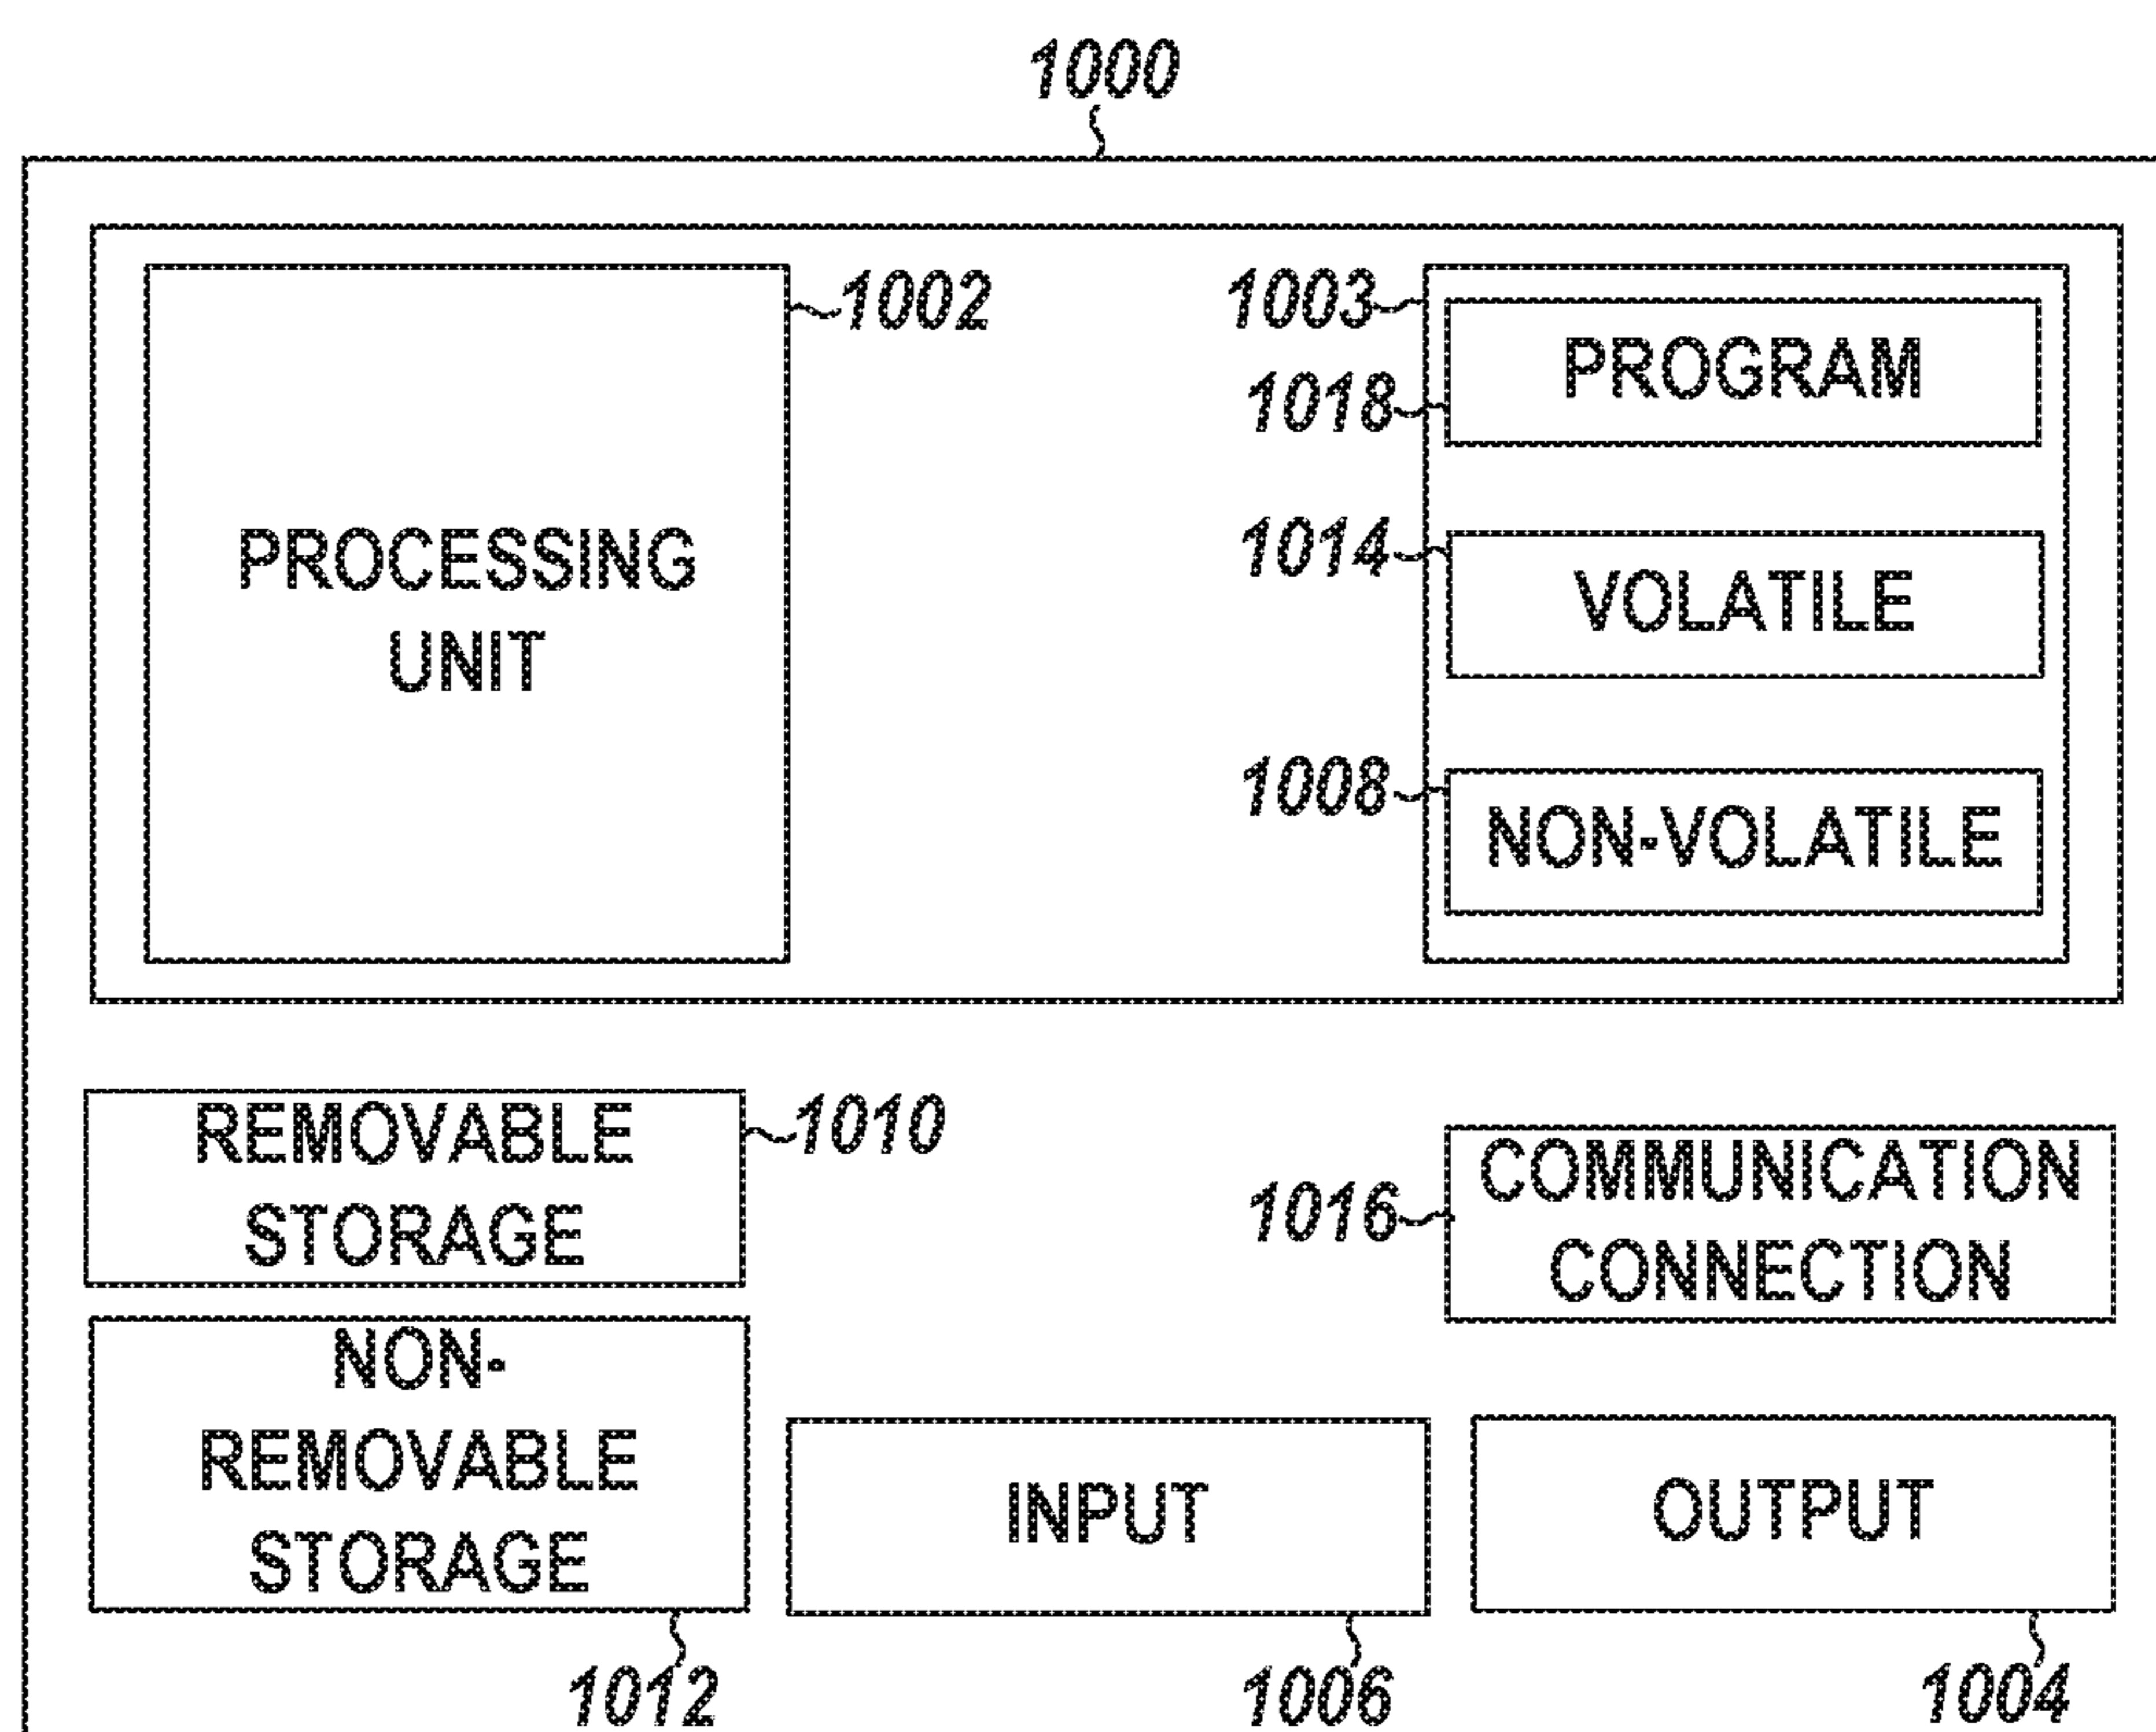 1000
1002
1003
PROGRAM
1018
PROCESSING
UNIT
1014
VOLATILE
1008
NON-VOLATILE
REMOVABLE
STORAGE
1010
1016
COMMUNICATION
CONNECTION
NON-
REMOVABLE
STORAGE
INPUT
OUTPUT
1012
1006
1004